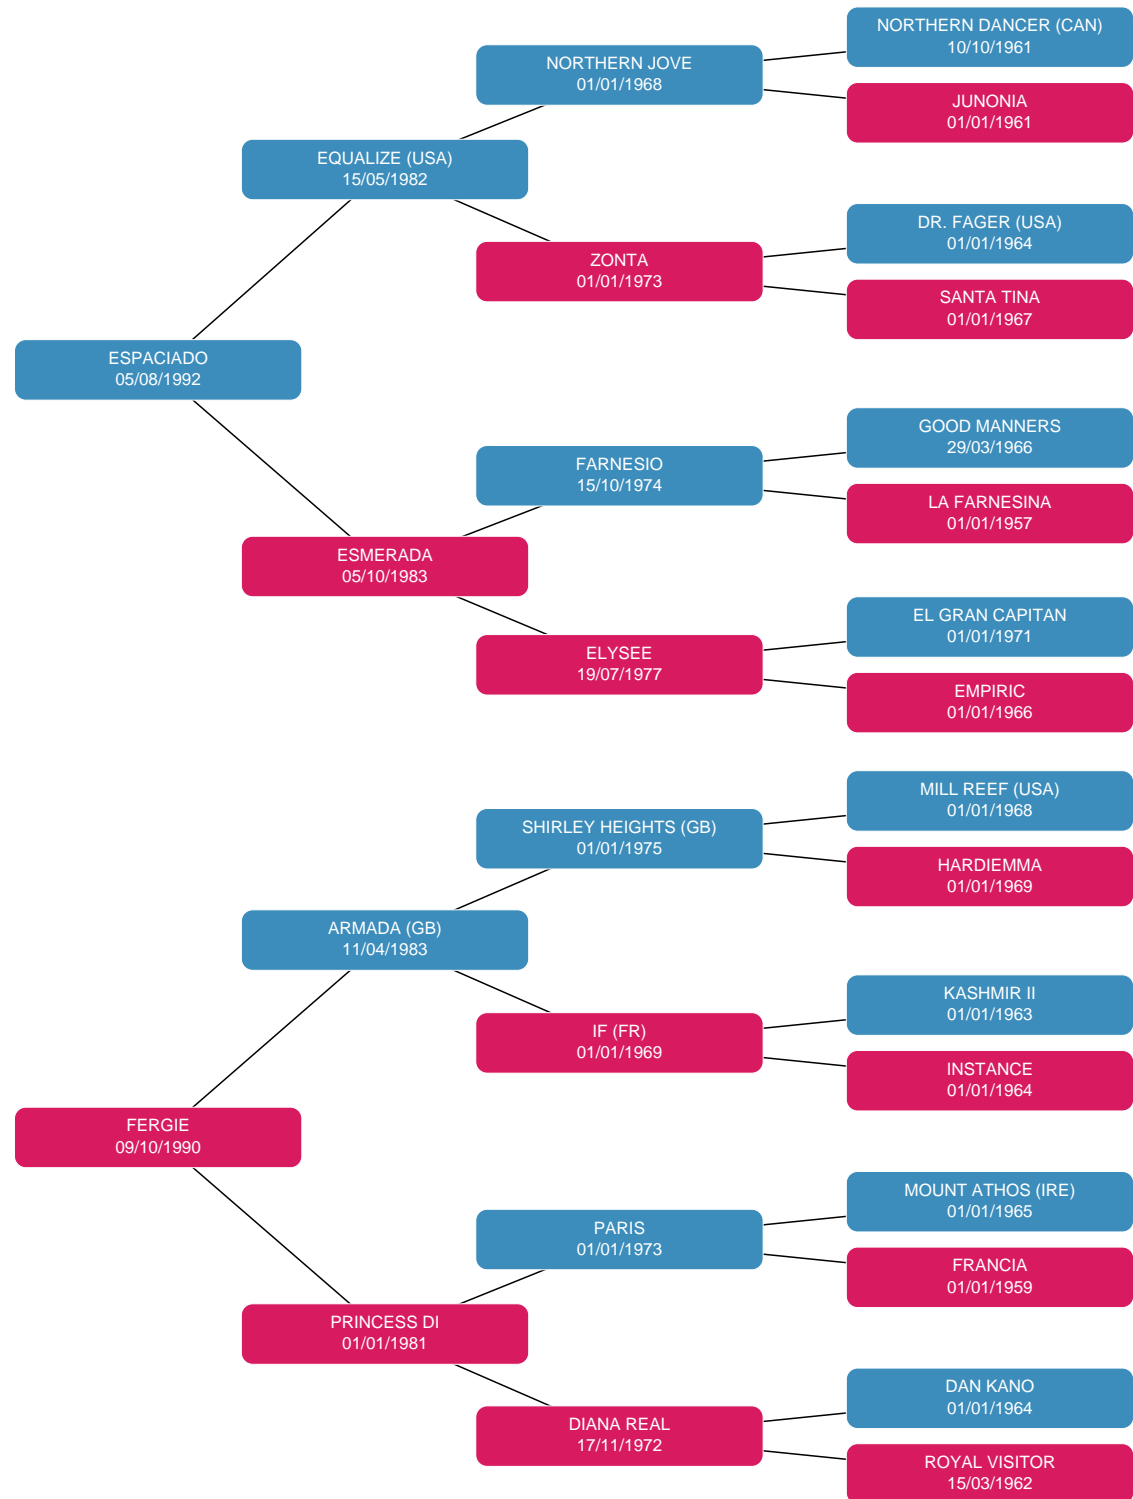 NORTHERN DANCER (CAN)
10/10/1961
NORTHERN JOVE
01/01/1968
JUNONIA
01/01/1961
EQUALIZE (USA)
15/05/1982
DR. FAGER (USA)
01/01/1964
ZONTA
01/01/1973
SANTA TINA
01/01/1967
ESPACIADO
05/08/1992
GOOD MANNERS
29/03/1966
FARNESIO
15/10/1974
LA FARNESINA
01/01/1957
ESMERADA
05/10/1983
EL GRAN CAPITAN
01/01/1971
ELYSEE
19/07/1977
EMPIRIC
01/01/1966
MILL REEF (USA)
01/01/1968
SHIRLEY HEIGHTS (GB)
01/01/1975
HARDIEMMA
01/01/1969
ARMADA (GB)
11/04/1983
KASHMIR II
01/01/1963
IF (FR)
01/01/1969
INSTANCE
01/01/1964
FERGIE
09/10/1990
MOUNT ATHOS (IRE)
01/01/1965
PARIS
01/01/1973
FRANCIA
01/01/1959
PRINCESS DI
01/01/1981
DAN KANO
01/01/1964
DIANA REAL
17/11/1972
ROYAL VISITOR
15/03/1962